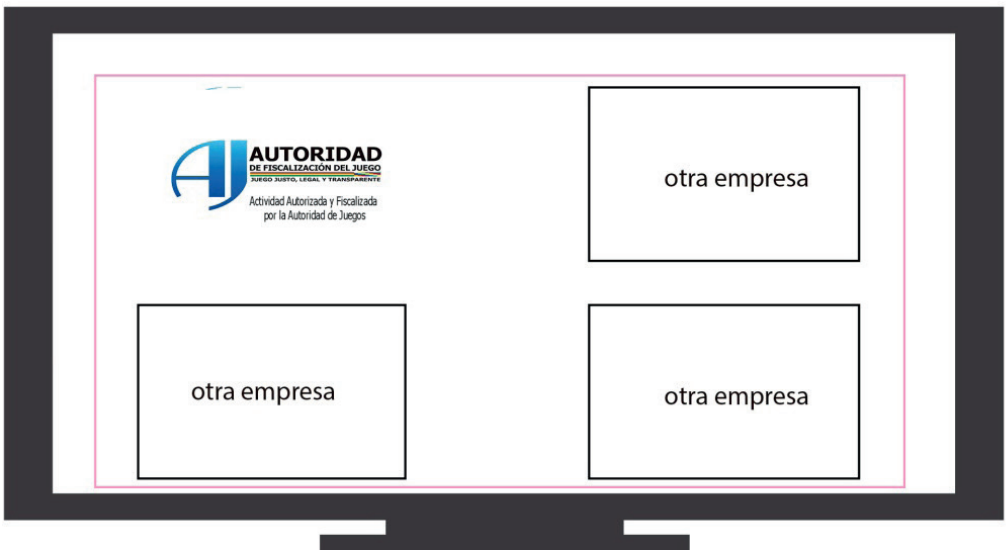 AJ AUTORIDAD
DE FISCALIZACIÓN DEL JUEGO
JUEGO JUSTO, LEGAL Y TRANSPARENTE
Actividad Autorizada y Fiscalizada
por la Autoridad de Juegos
otra empresa
otra empresa
otra empresa